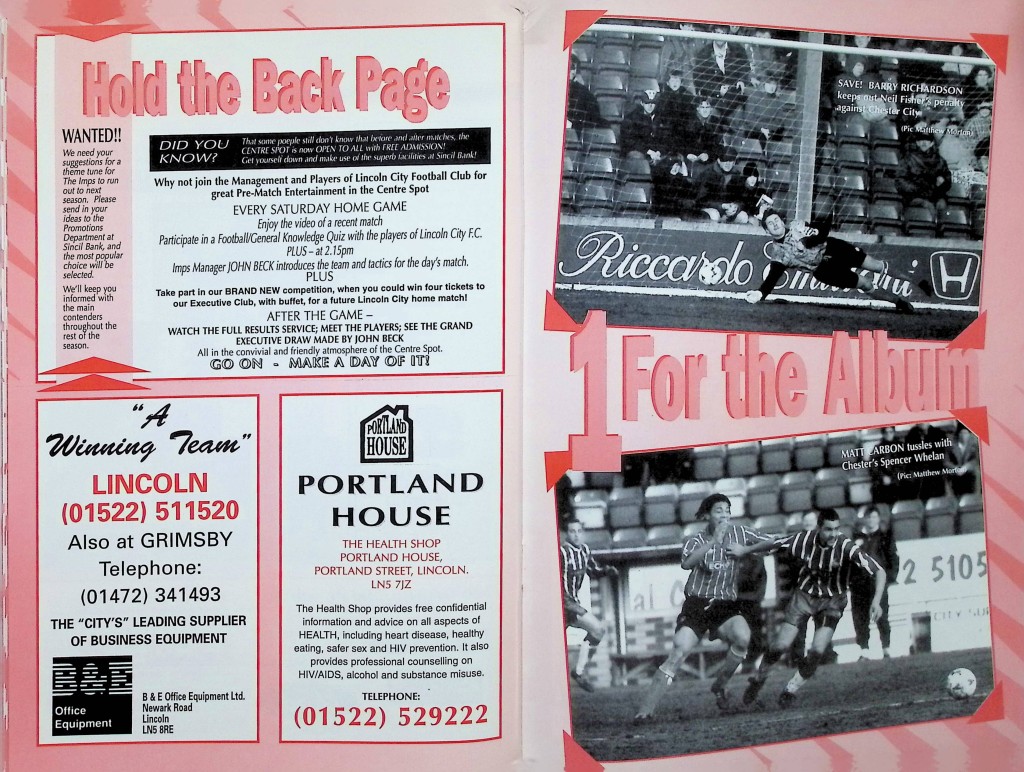 Hold the Back Page
WANTED!!
We need your
suggestions for a
theme tune for
The Imps to run
out to next
season. Please
send in your
ideas to the
Promotions
Department at
Sincil Bank, and
the most popular
choice will be
selected.
We'll keep you
informed with
the main
contenders
throughout the
rest of the
season.
DID YOU
KNOW?
That some people still don't know that before and after matches, the
CENTRE SPOT is now OPEN TO ALL with FREE ADMISSION!
Get yourself down and make use of the superb facilities at Sincil Bank!
Why not join the Management and Players of Lincoln City Football Club for
great Pre-Match Entertainment in the Centre Spot
EVERY SATURDAY HOME GAME
Enjoy the video of a recent match
Participate in a Football/General Knowledge Quiz with the players of Lincoln City F.C.
PLUS – at 2.15pm
Imps Manager JOHN BECK introduces the team and tactics for the day's match.
PLUS
Take part in our BRAND NEW competition, when you could win four tickets to
our Executive Club, with buffet, for a future Lincoln City home match!
AFTER THE GAME –
WATCH THE FULL RESULTS SERVICE; MEET THE PLAYERS; SEE THE GRAND
EXECUTIVE DRAW MADE BY JOHN BECK
All in the convivial and friendly atmosphere of the Centre Spot.
GO ON - MAKE A DAY OF IT!
"A
Winning Team"
LINCOLN
(01522) 511520
Also at GRIMSBY
Telephone:
(01472) 341493
THE "CITY'S" LEADING SUPPLIER
OF BUSINESS EQUIPMENT
B&E
Office
Equipment
B & E Office Equipment Ltd.
Newark Road
Lincoln
LN5 8RE
PORTLAND
HOUSE
PORTLAND
HOUSE
THE HEALTH SHOP
PORTLAND HOUSE,
PORTLAND STREET, LINCOLN.
LN5 7JZ
The Health Shop provides free confidential
information and advice on all aspects of
HEALTH, including heart disease, healthy
eating, safer sex and HIV prevention. It also
provides professional counselling on
HIV/AIDS, alcohol and substance misuse.
TELEPHONE:
(01522) 529222
SAVE! BARRY RICHARDSON
keeps out Neil Fisher's penalty
against Chester City
(Pic Matthew Morton)
Riccardo
HONDA
1 For the Album
MATT CARBON tussles with
Chester's Spencer Whelan
(Pic: Matthew Morton)
2 5105